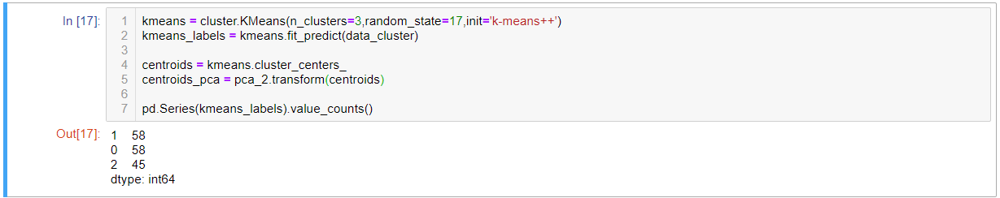 In [17]:
1 kmeans = cluster.KMeans(n_clusters=3,random_state=17,init='k-means++')
2 kmeans_labels = kmeans.fit_predict(data_cluster)
3
4 centroids = kmeans.cluster_centers_
5 centroids_pca = pca_2.transform(centroids)
6
7 pd.Series(kmeans_labels).value_counts()
Out[17]:
1 58
0 58
2 45
dtype: int64